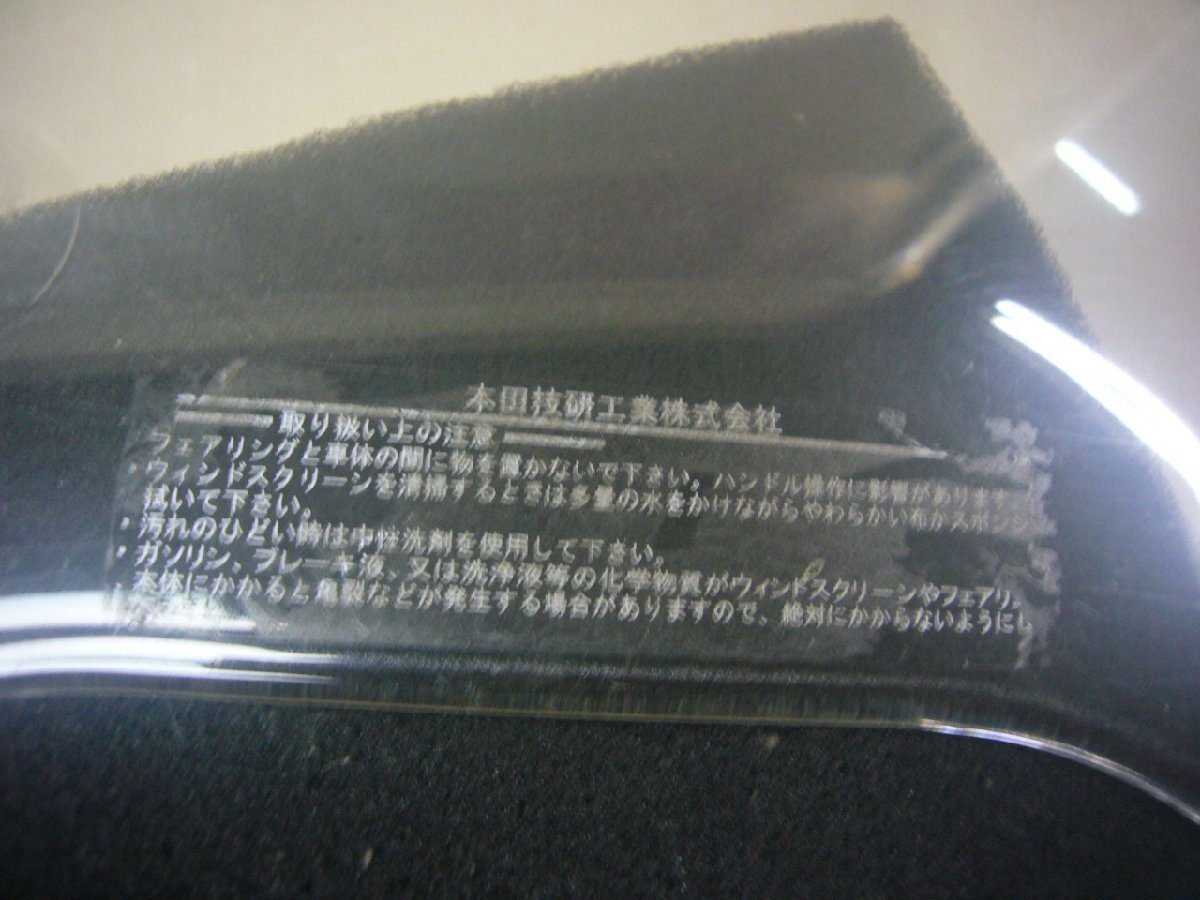 本田技研工業株式会社
取り扱い上の注意
フェアリングと車体の間に物を置かないで下さい。ハンドル操作に影響があります
・ウィンドスクリーンを清掃するときは多量の水をかけながらやわらかい布かスポンジ
拭いて下さい。
・汚れのひどい時は中性洗剤を使用して下さい。
・ガソリン、ブレーキ液、又は洗浄液等の化学物質がウィンドスクリーンやフェアリ
本体にかかると亀裂などが発生する場合がありますので、絶対にかからないようにし